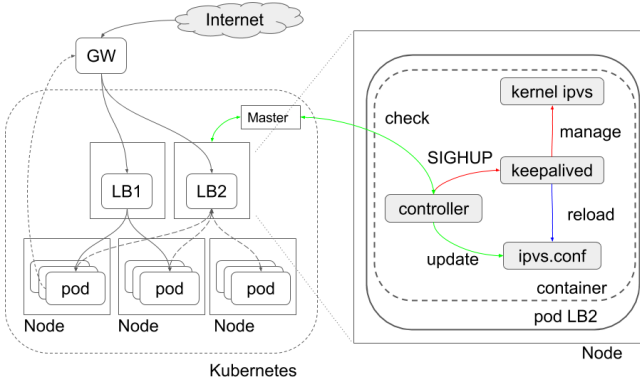 Internet
GW
Master
LB1
LB2
pod
pod
pod
Node
Node
Node
Kubernetes
kernel ipvs
check
manage
SIGHUP
keepalived
controller
reload
update
ipvs.conf
container
pod LB2
Node